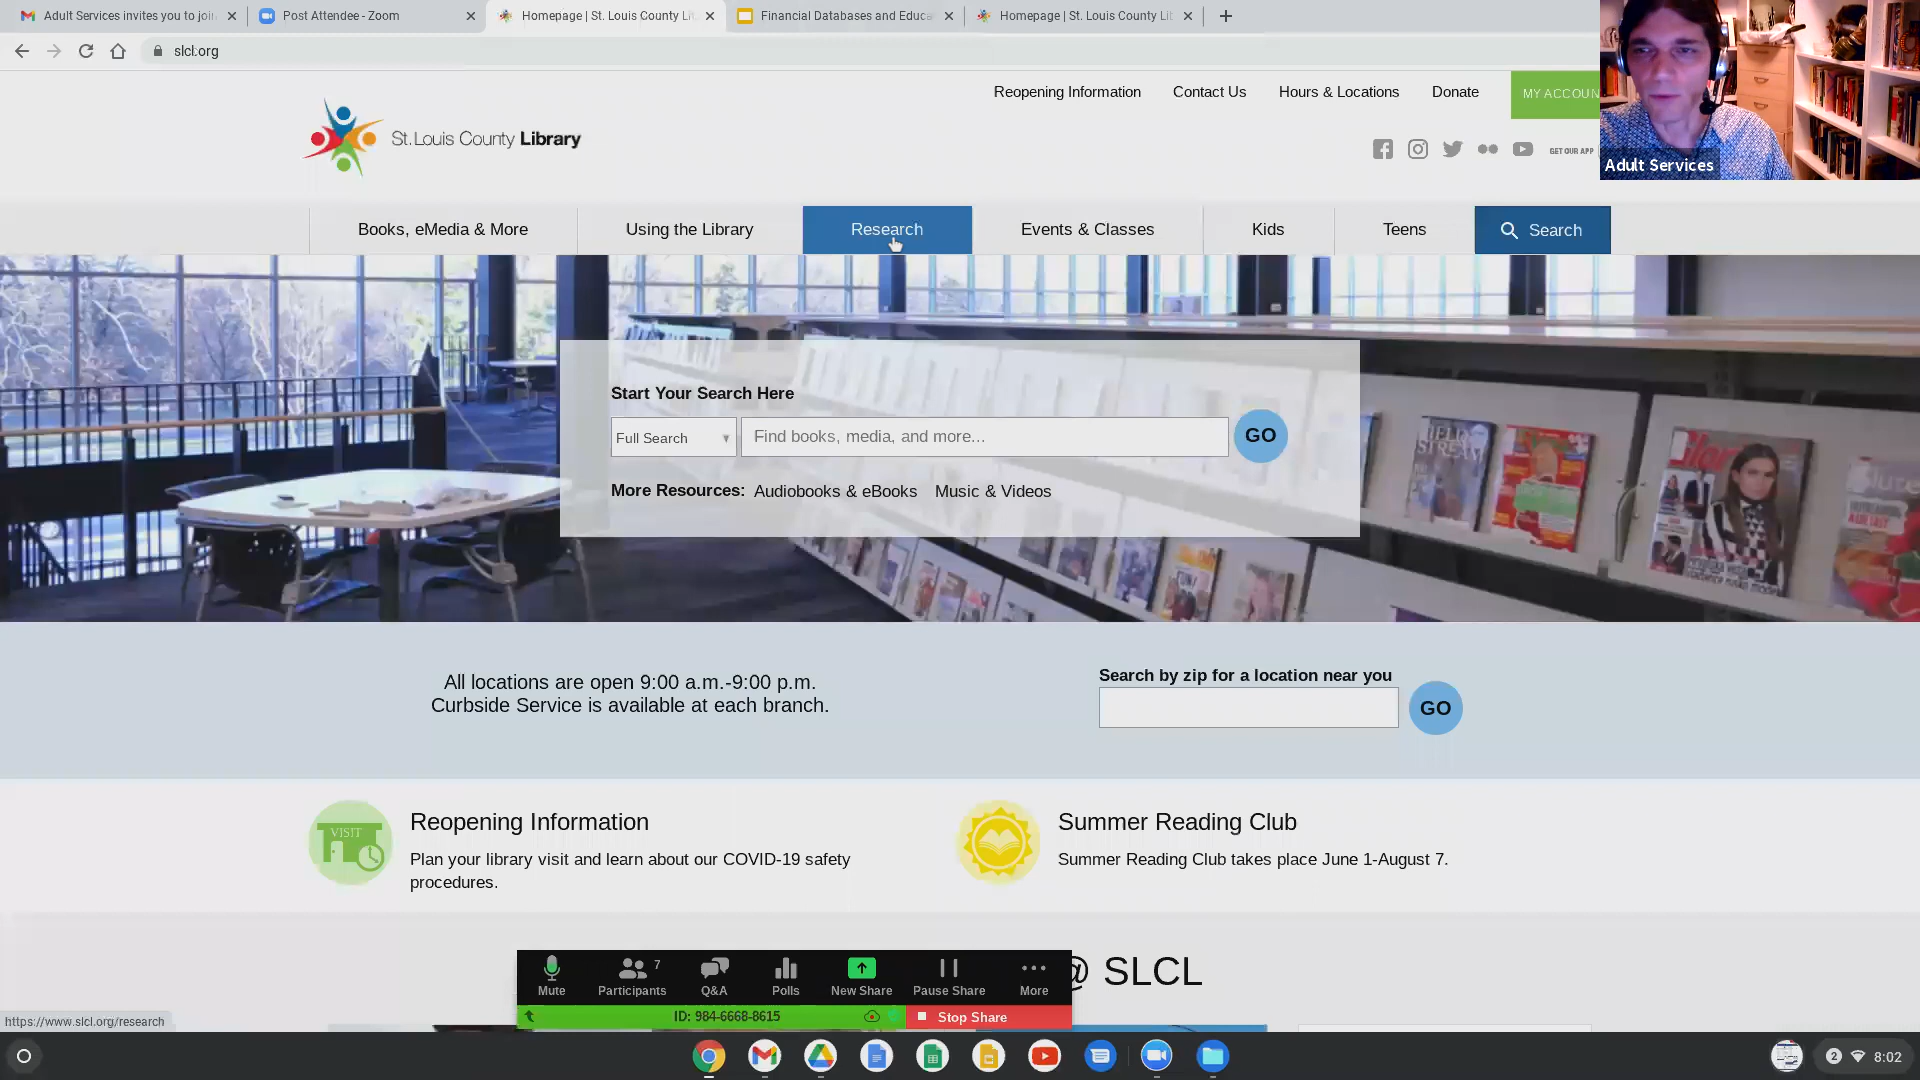 Adult Services invites you to joi
Post Attendee - Zoom
Homepage | St. Louis County Lit
Financial Databases and Educa
Homepage | St. Louis County Lib
slcl.org
Reopening Information
Contact Us
Hours & Locations
Donate
MY ACCOUN
St. Louis County Library
GET OUR APP
Adult Services
Books, eMedia & More
Using the Library
Research
Events & Classes
Kids
Teens
Search
Start Your Search Here
Full Search
Find books, media, and more...
GO
More Resources: Audiobooks & eBooks Music & Videos
All locations are open 9:00 a.m.-9:00 p.m.
Curbside Service is available at each branch.
Search by zip for a location near you
GO
VISIT
Reopening Information
Plan your library visit and learn about our COVID-19 safety
procedures.
Summer Reading Club
Summer Reading Club takes place June 1-August 7.
@ SLCL
7
Mute
Participants
Q&A
Polls
New Share
Pause Share
More
ID: 984-6668-8615
Stop Share
https://www.slcl.org/research
2
8:02